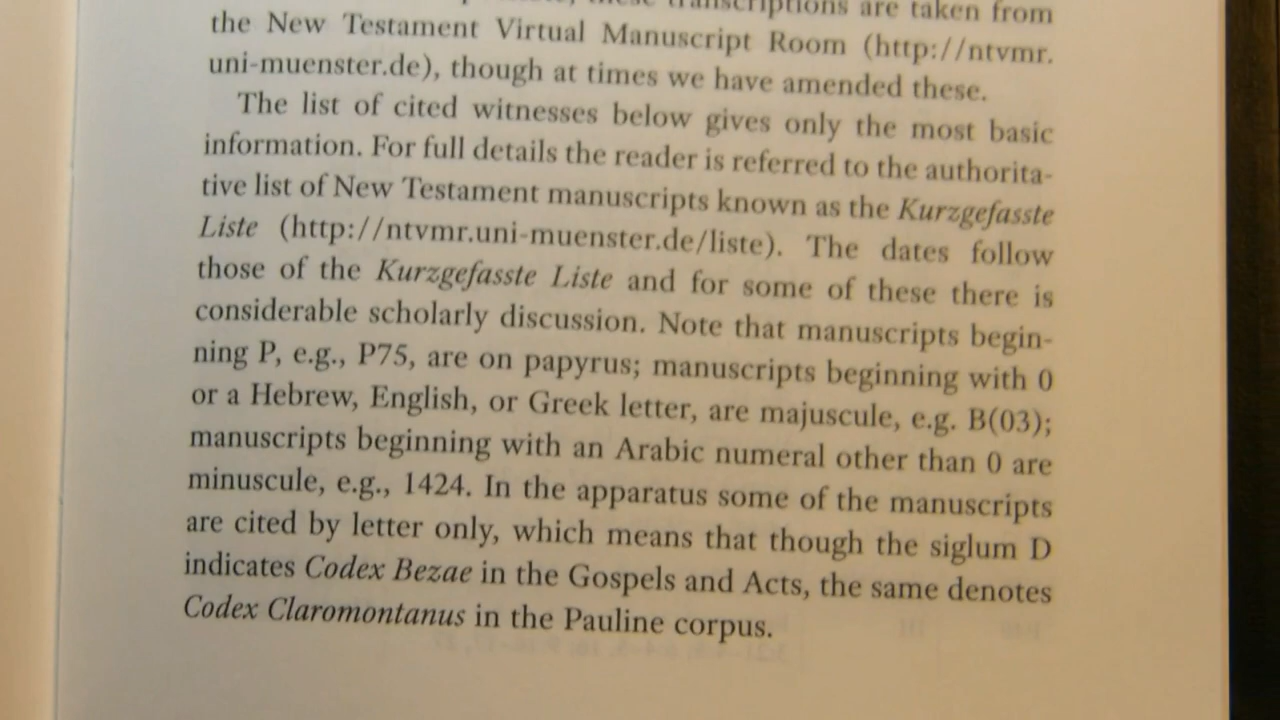 these transcriptions are taken from
the New Testament Virtual Manuscript Room (http://ntvmr.
uni-muenster.de), though at times we have amended these.
The list of cited witnesses below gives only the most basic
information. For full details the reader is referred to the authorita-
tive list of New Testament manuscripts known as the Kurzgefasste
Liste (http://ntvmr.uni-muenster.de/liste). The dates follow
those of the Kurzgefasste Liste and for some of these there is
considerable scholarly discussion. Note that manuscripts begin-
ning P, e.g., P75, are on papyrus; manuscripts beginning with 0
or a Hebrew, English, or Greek letter, are majuscule, e.g. B(03);
manuscripts beginning with an Arabic numeral other than 0 are
minuscule, e.g., 1424. In the apparatus some of the manuscripts
are cited by letter only, which means that though the siglum D
indicates Codex Bezae in the Gospels and Acts, the same denotes
Codex Claromontanus in the Pauline corpus.